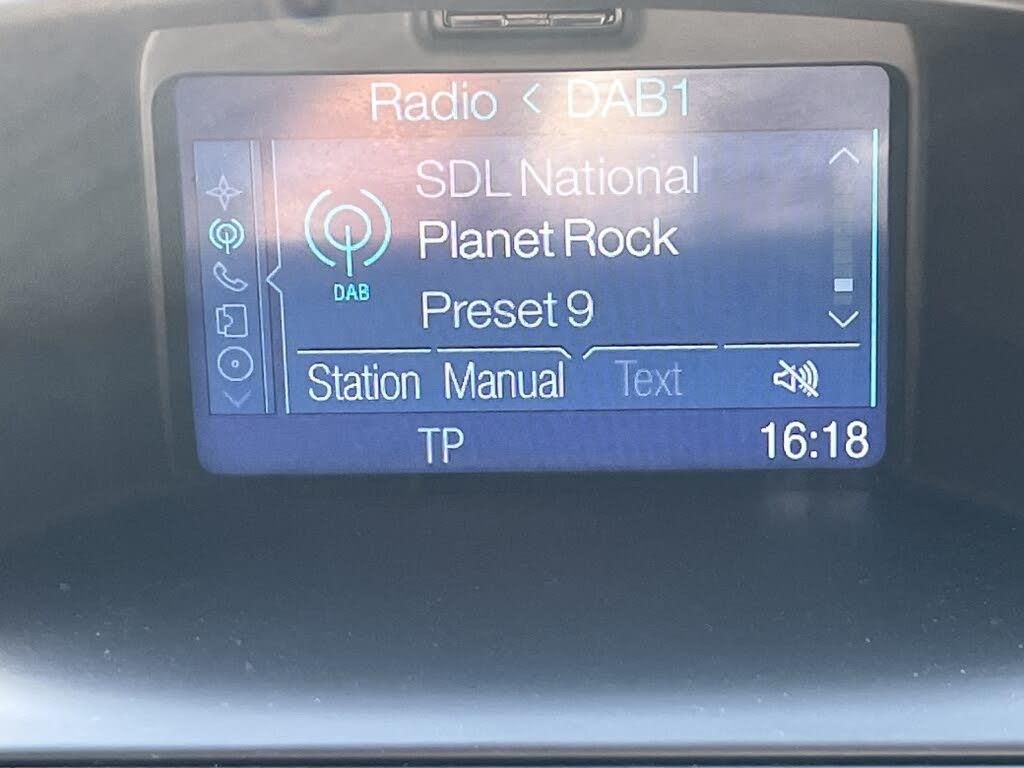 Radio < DAB1
SDL National
Planet Rock
DAB
Preset 9
Station Manual Text
TP 16:18